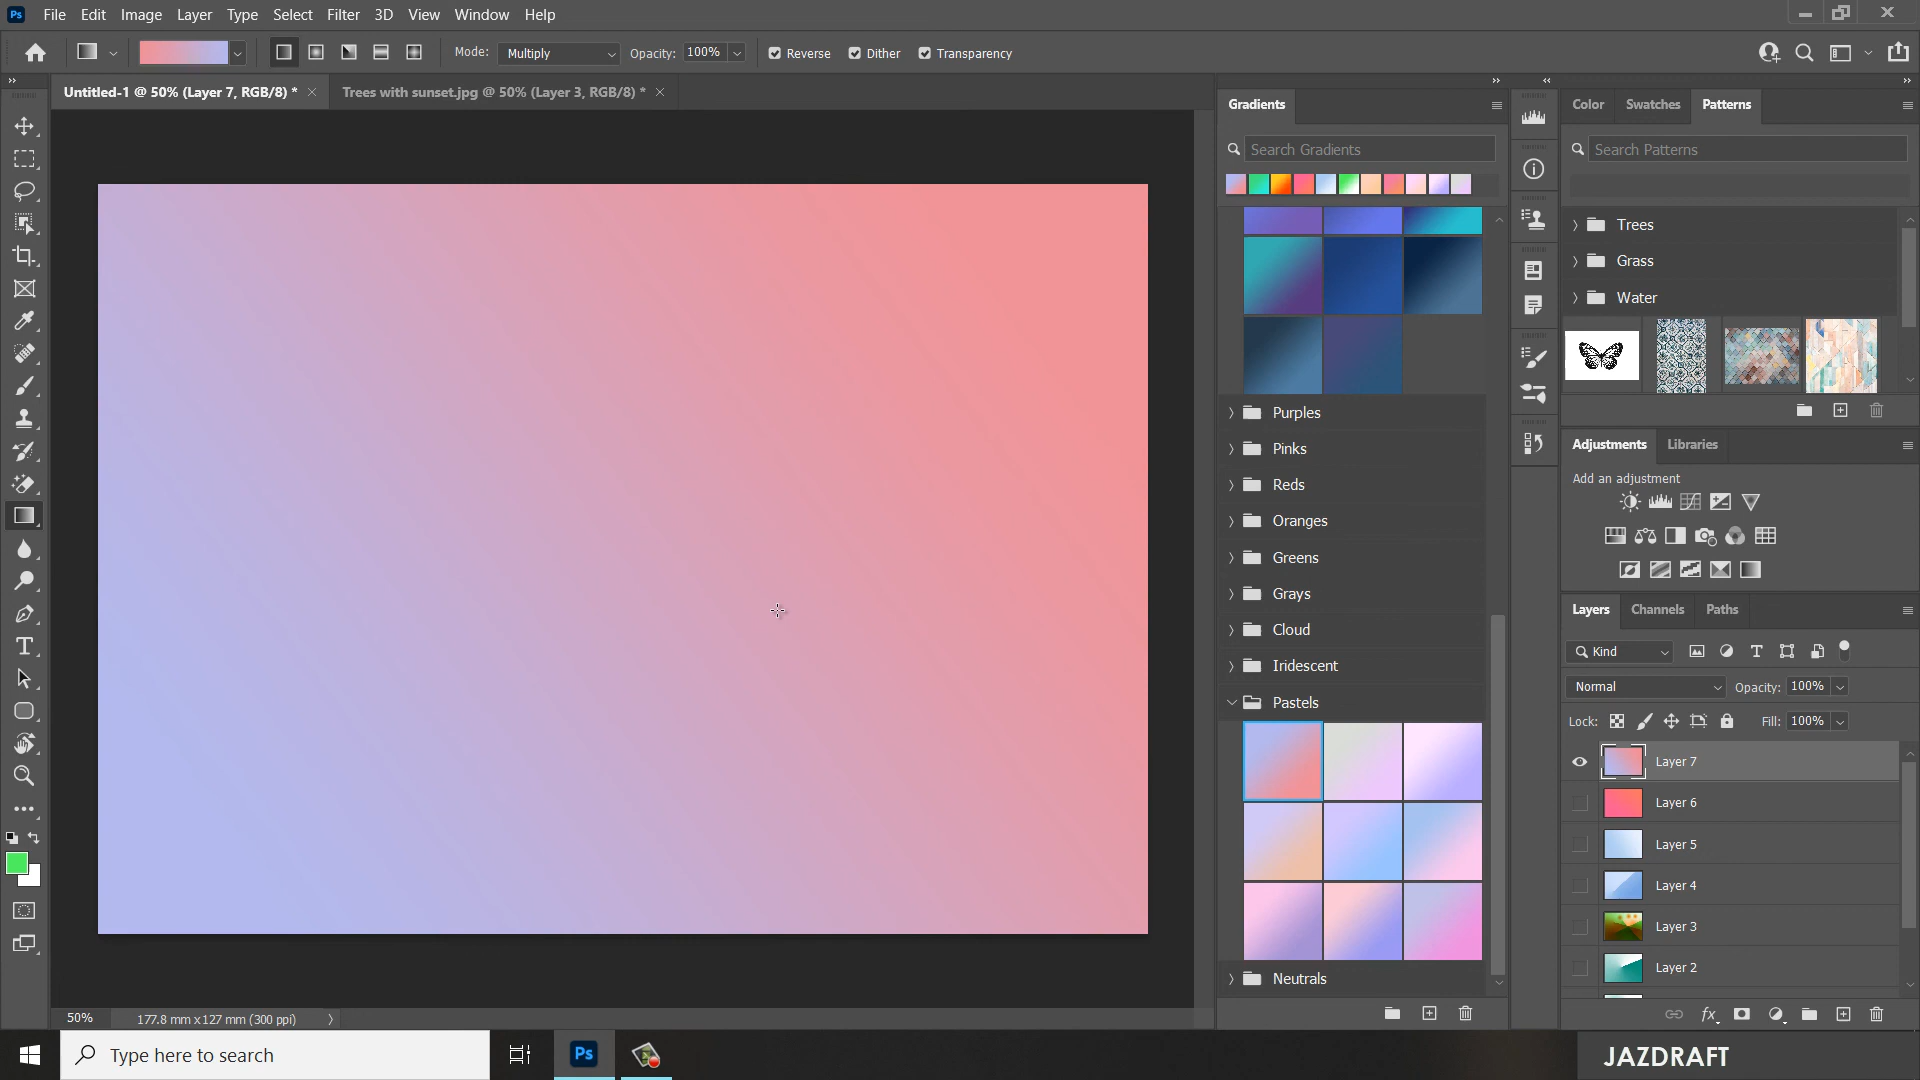 Ps File Edit Image Layer Type Select Filter 3D View Window Help
Mode: Multiply Opacity: 100% Reverse Dither Transparency
Untitled-1 @ 50% (Layer 7, RGB/8) * Trees with sunset.jpg @ 50% (Layer 3, RGB/8) *
Gradients
Search Gradients
Purples
Pinks
Reds
Oranges
Greens
Grays
Cloud
Iridescent
Pastels
Neutrals
Color Swatches Patterns
Search Patterns
Trees
Grass
Water
Adjustments Libraries
Add an adjustment
Layers Channels Paths
Kind
Normal Opacity: 100%
Lock: Fill: 100%
Layer 7
Layer 6
Layer 5
Layer 4
Layer 3
Layer 2
fx
50% 177.8 mm x 127 mm (300 ppi)
Type here to search
Ps
JAZDRAFT